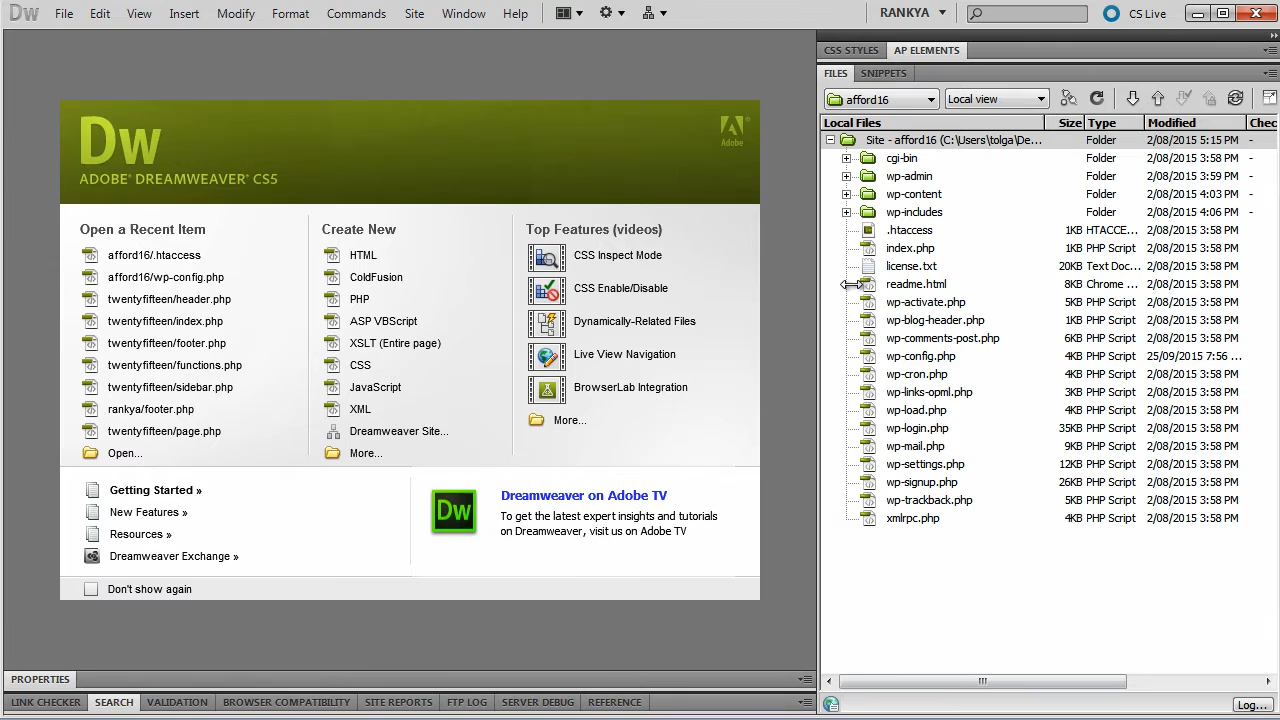 Dw File Edit View Insert Modify Format Commands Site Window Help RANKYA CS Live
CSS STYLES AP ELEMENTS
FILES SNIPPETS
afford16 Local view
Local Files Size Type Modified Chec
Site - afford16 (C:\Users\tolga\De... Folder 2/08/2015 5:15 PM -
cgi-bin Folder 2/08/2015 3:58 PM -
wp-admin Folder 2/08/2015 3:59 PM -
wp-content Folder 2/08/2015 4:03 PM -
wp-includes Folder 2/08/2015 4:06 PM -
.htaccess 1KB HTACCE... 2/08/2015 3:58 PM
index.php 1KB PHP Script 2/08/2015 3:58 PM
license.txt 20KB Text Doc... 2/08/2015 3:58 PM
readme.html 8KB Chrome ... 2/08/2015 3:58 PM
wp-activate.php 5KB PHP Script 2/08/2015 3:58 PM
wp-blog-header.php 1KB PHP Script 2/08/2015 3:58 PM
wp-comments-post.php 6KB PHP Script 2/08/2015 3:58 PM
wp-config.php 4KB PHP Script 25/09/2015 7:56 ...
wp-cron.php 4KB PHP Script 2/08/2015 3:58 PM
wp-links-opml.php 3KB PHP Script 2/08/2015 3:58 PM
wp-load.php 4KB PHP Script 2/08/2015 3:58 PM
wp-login.php 35KB PHP Script 2/08/2015 3:58 PM
wp-mail.php 9KB PHP Script 2/08/2015 3:58 PM
wp-settings.php 12KB PHP Script 2/08/2015 3:58 PM
wp-signup.php 26KB PHP Script 2/08/2015 3:58 PM
wp-trackback.php 5KB PHP Script 2/08/2015 3:58 PM
xmlrpc.php 4KB PHP Script 2/08/2015 3:58 PM
Log...
Dw
ADOBE® DREAMWEAVER® CS5
Adobe
Open a Recent Item
afford16/.htaccess
afford16/wp-config.php
twentyfifteen/header.php
twentyfifteen/index.php
twentyfifteen/footer.php
twentyfifteen/functions.php
twentyfifteen/sidebar.php
rankya/footer.php
twentyfifteen/page.php
Open...
Create New
HTML
ColdFusion
PHP
ASP VBScript
XSLT (Entire page)
CSS
JavaScript
XML
Dreamweaver Site...
More...
Top Features (videos)
CSS Inspect Mode
CSS Enable/Disable
Dynamically-Related Files
Live View Navigation
BrowserLab Integration
More...
Getting Started »
New Features »
Resources »
Dreamweaver Exchange »
Dw
Dreamweaver on Adobe TV
To get the latest expert insights and tutorials
on Dreamweaver, visit us on Adobe TV
Don't show again
PROPERTIES
LINK CHECKER SEARCH VALIDATION BROWSER COMPATIBILITY SITE REPORTS FTP LOG SERVER DEBUG REFERENCE